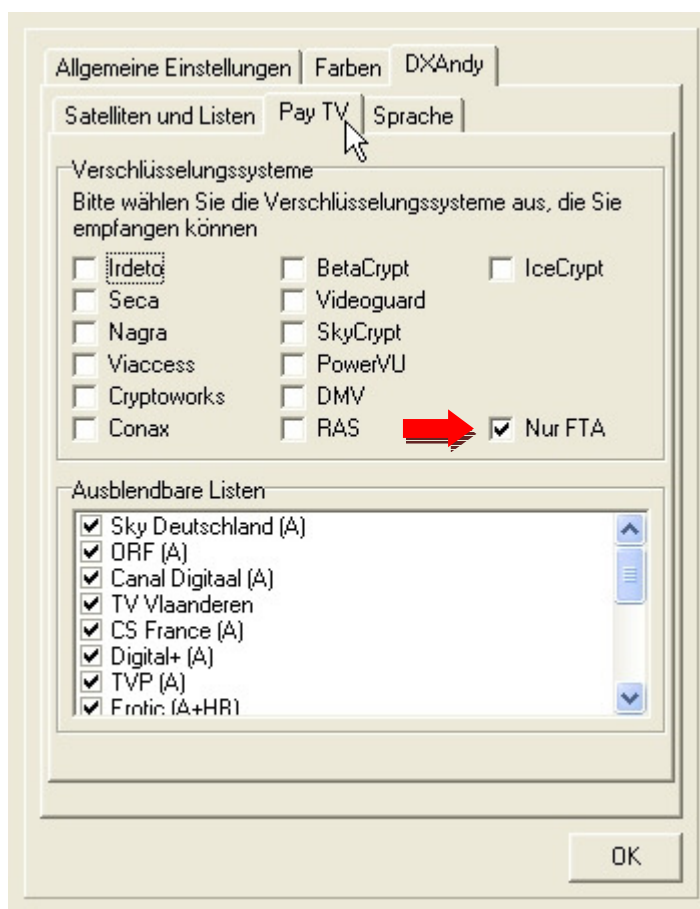 Allgemeine Einstellungen Farben DXAndy
Satelliten und Listen Pay TV Sprache
Verschlüsselungssysteme
Bitte wählen Sie die Verschlüsselungssysteme aus, die Sie
empfangen können
Irdeto BetaCrypt IceCrypt
Seca Videoguard
Nagra SkyCrypt
Viaccess PowerVU
Cryptoworks DMV
Conax RAS Nur FTA
Ausblendbare Listen
Sky Deutschland (A)
ORF (A)
Canal Digitaal (A)
TV Vlaanderen
CS France (A)
Digital+ (A)
TVP (A)
Erotic (A+HB)
OK